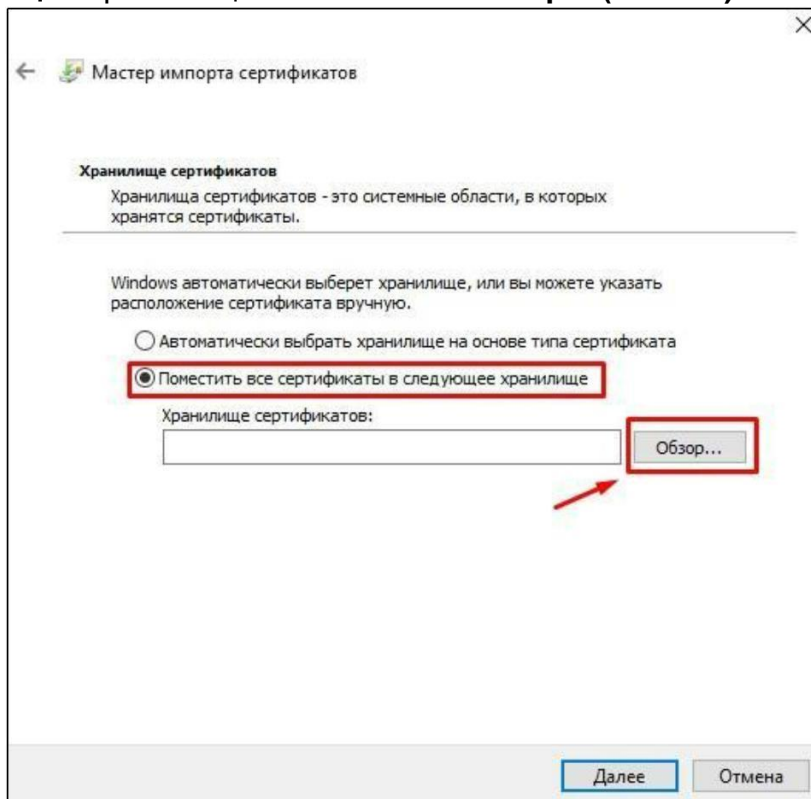 Мастер импорта сертификатов
Хранилище сертификатов
Хранилища сертификатов - это системные области, в которых
хранятся сертификаты.
Windows автоматически выберет хранилище, или вы можете указать
расположение сертификата вручную.
Автоматически выбрать хранилище на основе типа сертификата
Поместить все сертификаты в следующее хранилище
Хранилище сертификатов:
Обзор...
Далее
Отмена